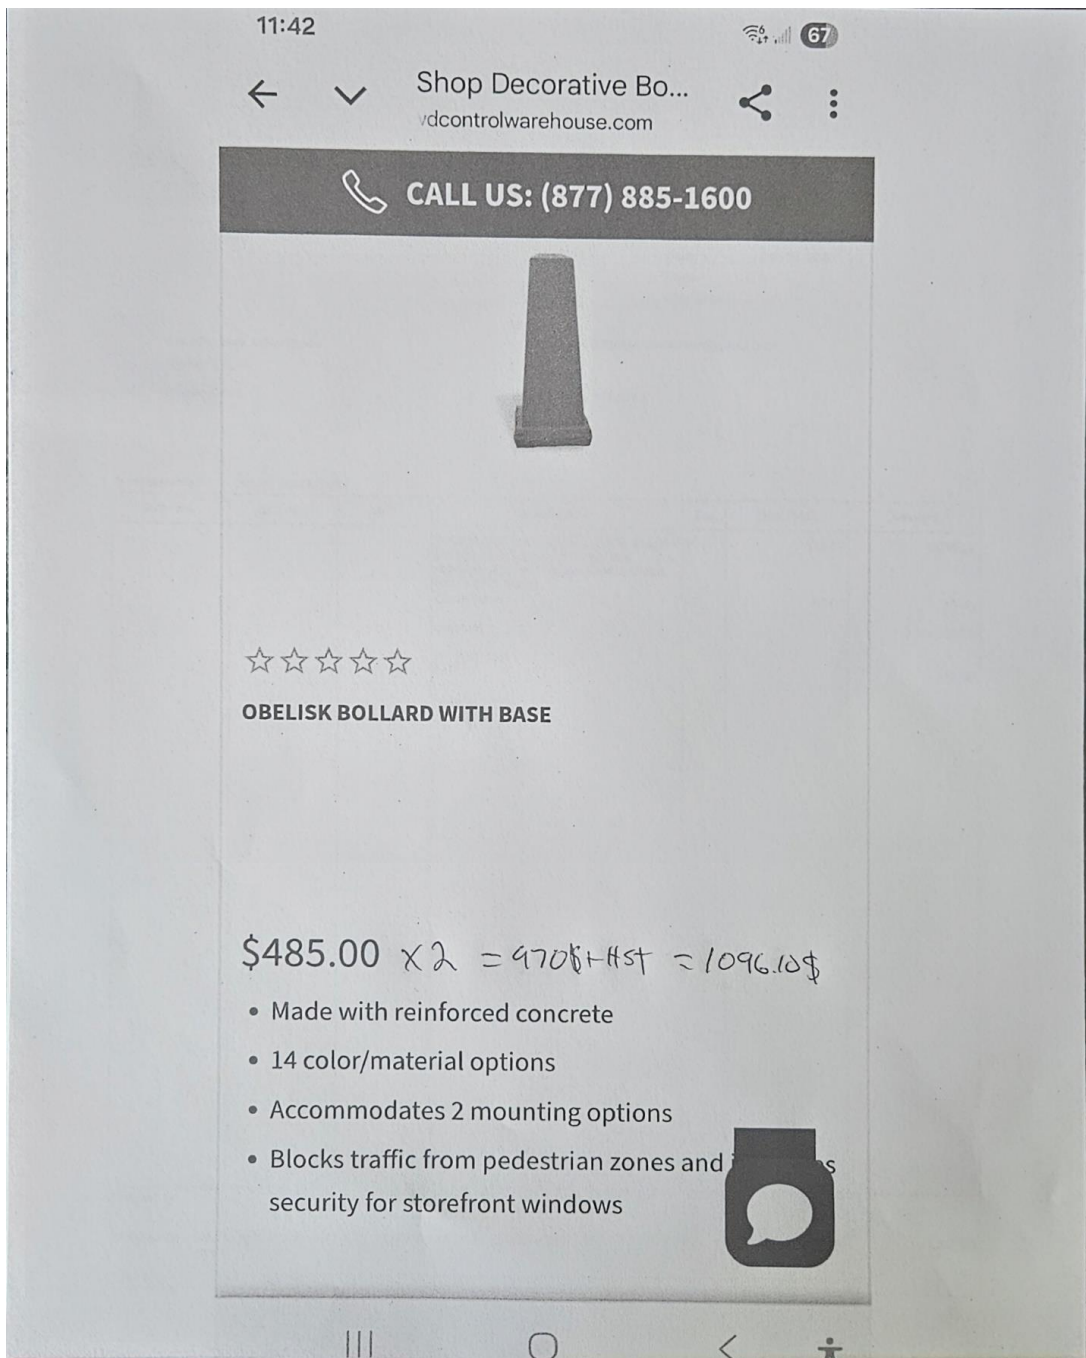 11:42
6
67
Shop Decorative Bo...
vdcontrolwarehouse.com
CALL US: (877) 885-1600
OBELISK BOLLARD WITH BASE
$485.00 x2 = 970$+HST = 1096.10$
• Made with reinforced concrete
• 14 color/material options
• Accommodates 2 mounting options
• Blocks traffic from pedestrian zones and
security for storefront windows